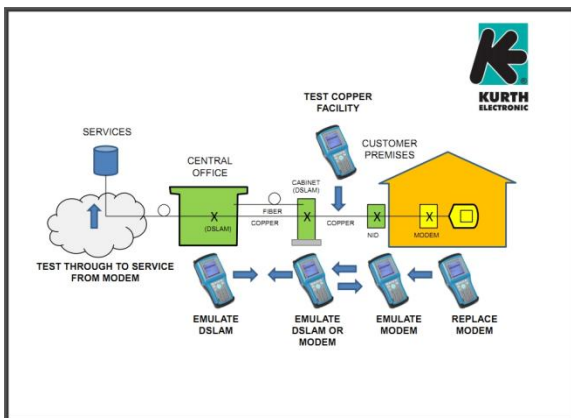 KURTH
ELECTRONIC
TEST COPPER
FACILITY
SERVICES
CUSTOMER
PREMISES
CENTRAL
OFFICE
CABINET
(DSLAM)
FIBER
X
X
X
X
(DSLAM)
COPPER
COPPER
NID
MODEM
TEST THROUGH TO SERVICE
FROM MODEM
EMULATE
DSLAM
EMULATE
DSLAM OR
MODEM
EMULATE
MODEM
REPLACE
MODEM